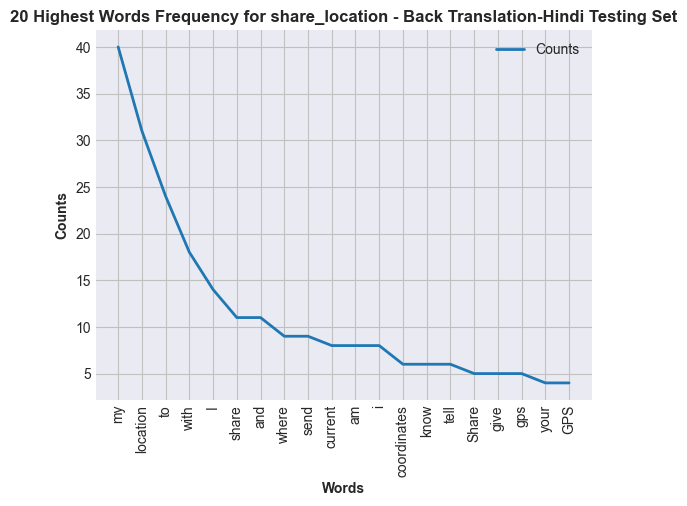 20 Highest Words Frequency for share_location - Back Translation-Hindi Testing Set
Counts
40
35
30
25
20
15
10
5
Counts
my
location
to
with
I
share
and
where
send
current
am
i
coordinates
know
tell
Share
give
gps
your
GPS
Words